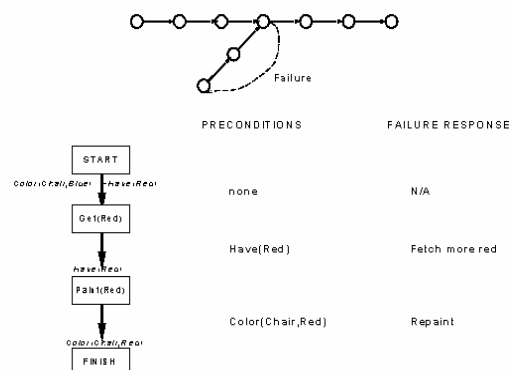 Failure
PRECONDITIONS FAILURE RESPONSE
START
Color(Chair,Blue) ~Have(Red)
none N/A
Get(Red)
Have(Red) Fetch more red
Have(Red)
Paint(Red)
Color(Chair,Red) Repaint
Color(Chair,Red)
FINISH